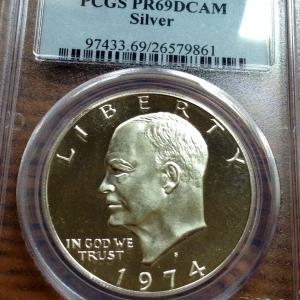 PCGS PR69DCAM
Silver
97433.69/26579861
LIBERTY
IN GOD WE
TRUST
S
1974